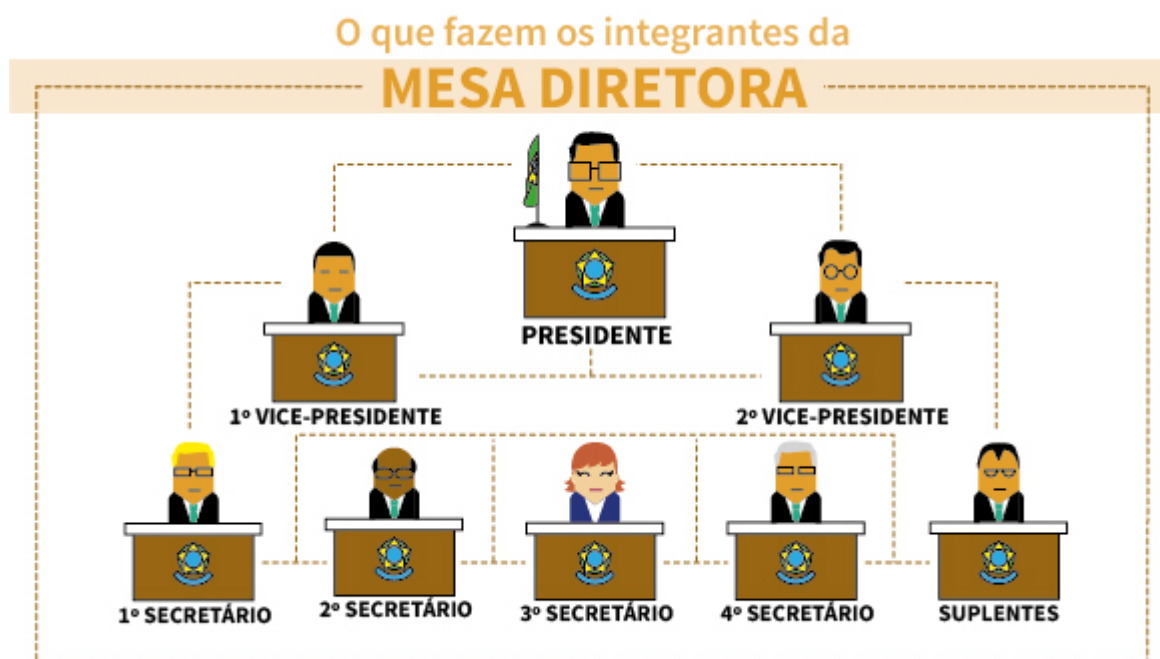 O que fazem os integrantes da
MESA DIRETORA
PRESIDENTE
1º VICE-PRESIDENTE
2º VICE-PRESIDENTE
1º SECRETÁRIO
2º SECRETÁRIO
3º SECRETÁRIO
4º SECRETÁRIO
SUPLENTES